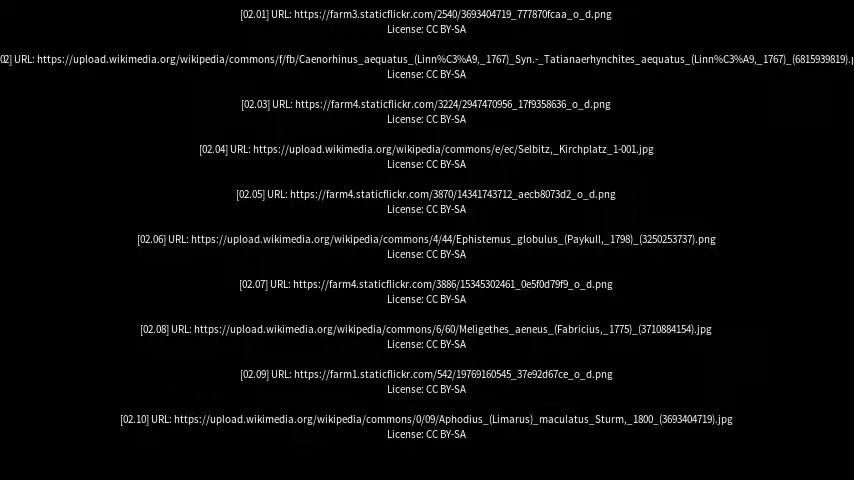 [02.01] URL: https://farm3.staticflickr.com/2540/3693404719_777870fcaa_o_d.png
License: CC BY-SA
02] URL: https://upload.wikimedia.org/wikipedia/commons/f/fb/Caenorhinus_aequatus_(Linn%C3%A9,_1767)_Syn.-_Tatianaerhynchites_aequatus_(Linn%C3%A9,_1767)_(6815939819).p
License: CC BY-SA
[02.03] URL: https://farm4.staticflickr.com/3224/2947470956_17f9358636_o_d.png
License: CC BY-SA
[02.04] URL: https://upload.wikimedia.org/wikipedia/commons/e/ec/Selbitz,_Kirchplatz_1-001.jpg
License: CC BY-SA
[02.05] URL: https://farm4.staticflickr.com/3870/14341743712_aecb8073d2_o_d.png
License: CC BY-SA
[02.06] URL: https://upload.wikimedia.org/wikipedia/commons/4/44/Ephistemus_globulus_(Paykull,_1798)_(3250253737).png
License: CC BY-SA
[02.07] URL: https://farm4.staticflickr.com/3886/15345302461_0e5f0d79f9_o_d.png
License: CC BY-SA
[02.08] URL: https://upload.wikimedia.org/wikipedia/commons/6/60/Meligethes_aeneus_(Fabricius,_1775)_(3710884154).jpg
License: CC BY-SA
[02.09] URL: https://farm1.staticflickr.com/542/19769160545_37e92d67ce_o_d.png
License: CC BY-SA
[02.10] URL: https://upload.wikimedia.org/wikipedia/commons/0/09/Aphodius_(Limarus)_maculatus_Sturm,_1800_(3693404719).jpg
License: CC BY-SA